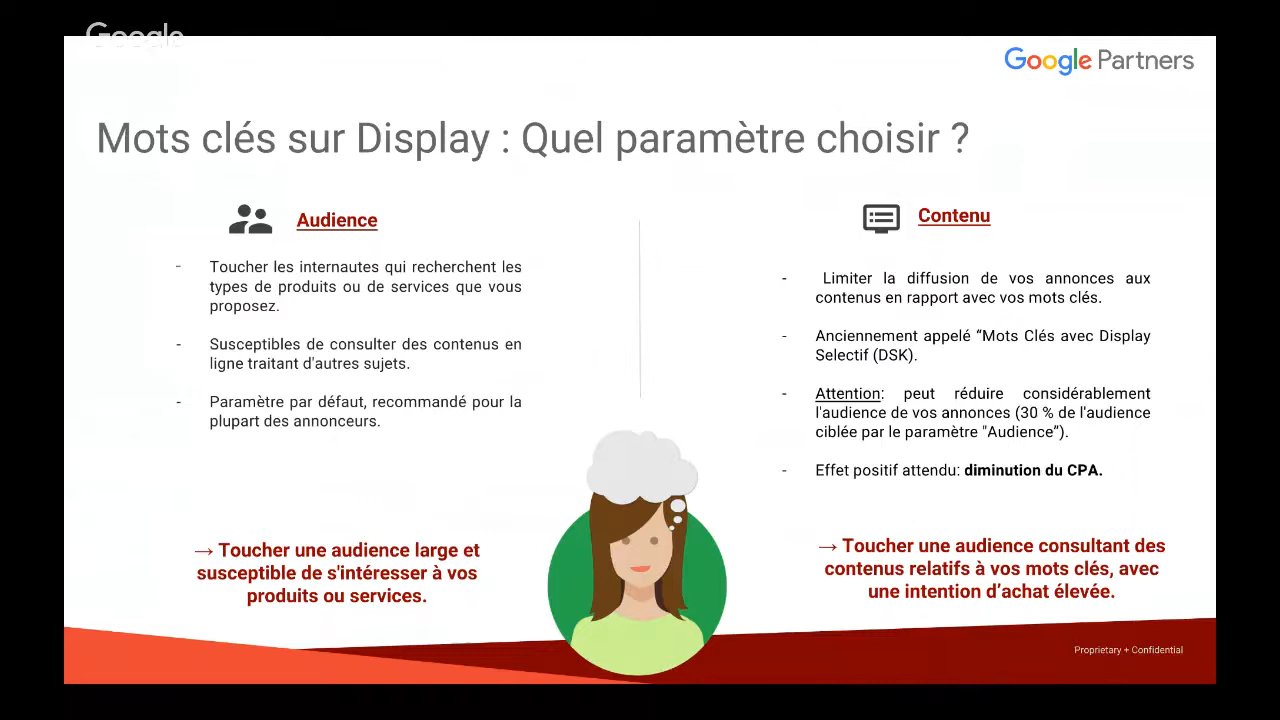 Google
Google Partners
Mots clés sur Display : Quel paramètre choisir ?
Audience
- Toucher les internautes qui recherchent les
types de produits ou de services que vous
proposez.
- Susceptibles de consulter des contenus en
ligne traitant d'autres sujets.
- Paramètre par défaut, recommandé pour la
plupart des annonceurs.
→ Toucher une audience large et
susceptible de s'intéresser à vos
produits ou services.
Contenu
- Limiter la diffusion de vos annonces aux
contenus en rapport avec vos mots clés.
- Anciennement appelé “Mots Clés avec Display
Selectif (DSK).
- Attention: peut réduire considérablement
l'audience de vos annonces (30 % de l'audience
ciblée par le paramètre "Audience”).
- Effet positif attendu: diminution du CPA.
→ Toucher une audience consultant des
contenus relatifs à vos mots clés, avec
une intention d’achat élevée.
Proprietary + Confidential